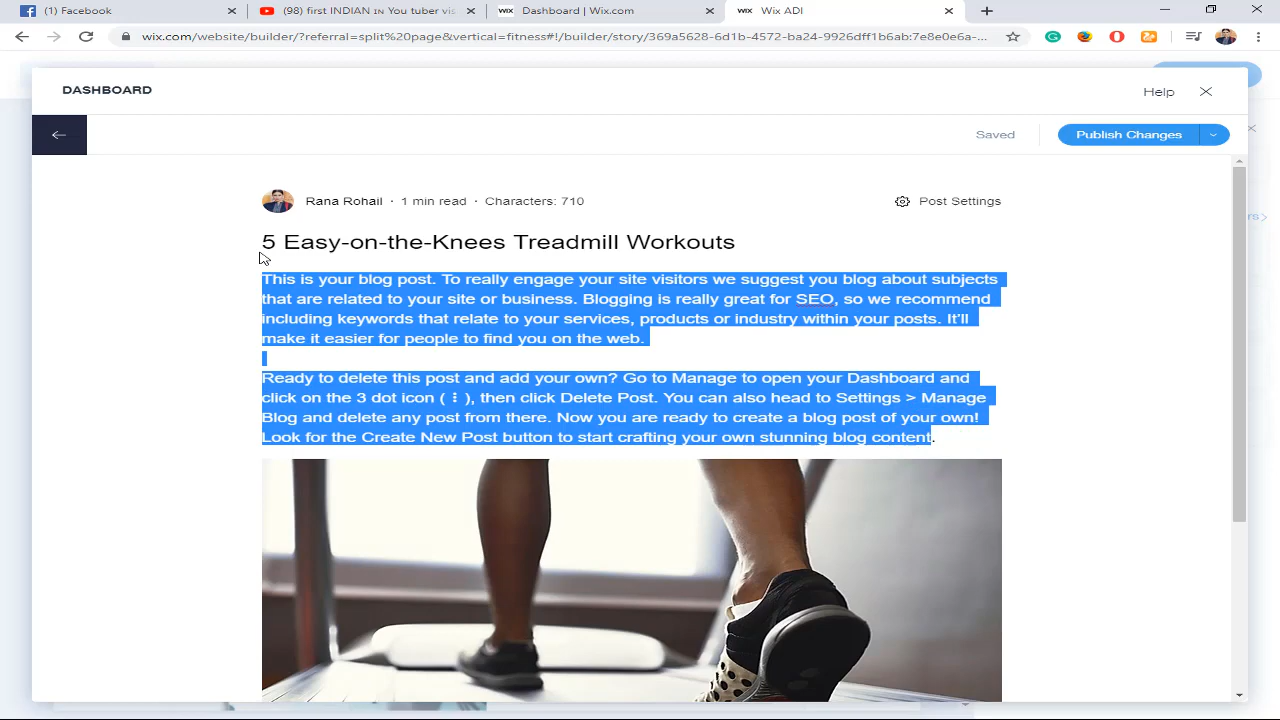 (1) Facebook
(98) first INDIAN IN You tuber vis
Dashboard | Wix.com
Wix ADI
wix.com/website/builder/?referral=split%20page&vertical=fitness#!/builder/story/369a5628-6d1b-4572-ba24-9926dff1b6ab:7e8e0e6a-...
DASHBOARD
Help
Saved
Publish Changes
Rana Rohail · 1 min read · Characters: 710
Post Settings
5 Easy-on-the-Knees Treadmill Workouts
This is your blog post. To really engage your site visitors we suggest you blog about subjects
that are related to your site or business. Blogging is really great for SEO, so we recommend
including keywords that relate to your services, products or industry within your posts. It'll
make it easier for people to find you on the web.
Ready to delete this post and add your own? Go to Manage to open your Dashboard and
click on the 3 dot icon ( ⋮ ), then click Delete Post. You can also head to Settings > Manage
Blog and delete any post from there. Now you are ready to create a blog post of your own!
Look for the Create New Post button to start crafting your own stunning blog content.